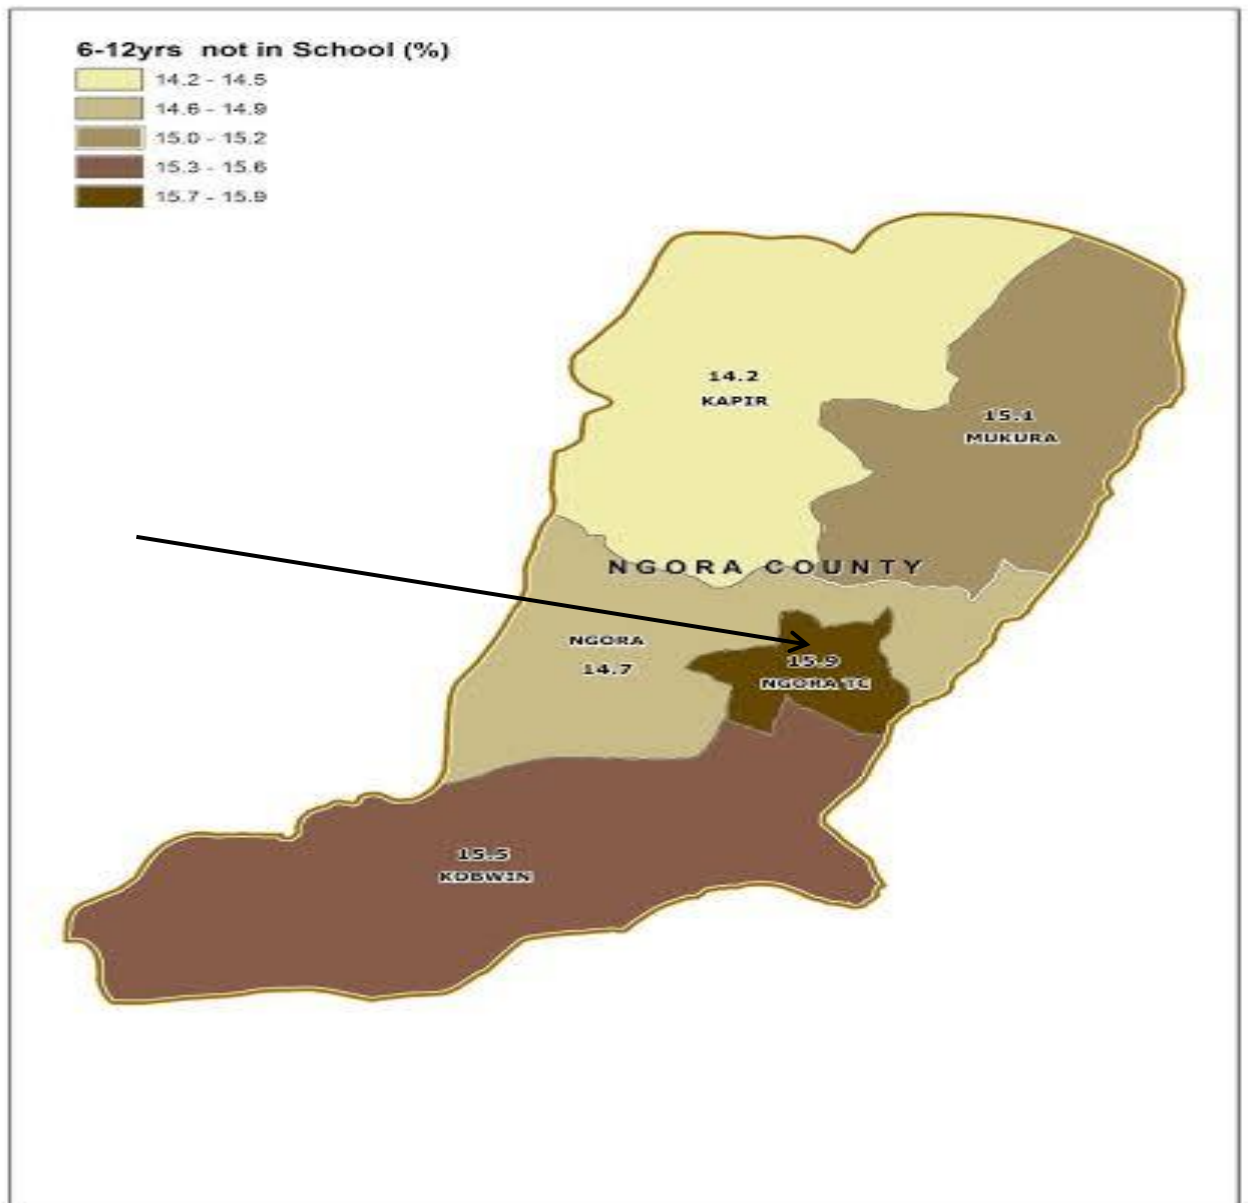 6-12yrs not in School (%)
14.2 - 14.5
14.6 - 14.9
15.0 - 15.2
15.3 - 15.6
15.7 - 15.9
14.2
KAPIR
15.1
MUKURA
NGORA COUNTY
NGORA
14.7
15.9
NGORA TC
15.5
KOBWIN